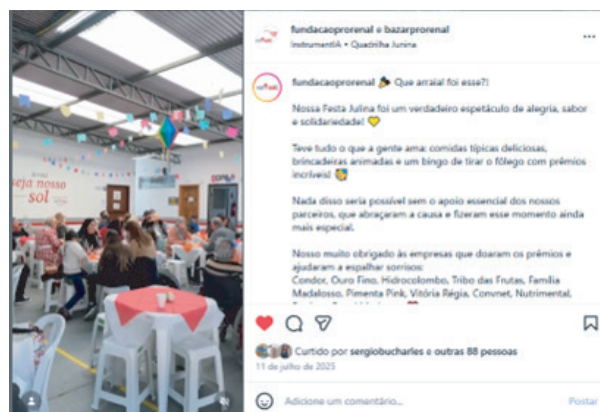 fundacaoprorenal e bazarprorenal
InstrumentIA • Quadrilha Junina
fundacaoprorenal 🎉 Que arraial foi esse?!
Nossa Festa Julina foi um verdadeiro espetáculo de alegria, sabor
e solidariedade! 💛
Teve tudo o que a gente ama: comidas típicas deliciosas,
brincadeiras animadas e um bingo de tirar o fôlego com prêmios
incríveis! 🥳
Nada disso seria possível sem o apoio essencial dos nossos
parceiros, que abraçaram a causa e fizeram esse momento ainda
mais especial.
Nosso muito obrigado às empresas que doaram os prêmios e
ajudaram a espalhar sorrisos:
Condor, Ouro Fino, Hidrocolombo, Tribo das Frutas, Família
Madalosso, Pimenta Pink, Vitória Régia, Convnet, Nutrimental,
seja nosso
sol
Curtido por sergiobucharles e outras 88 pessoas
11 de julho de 2025
Adicione um comentário...
Postar